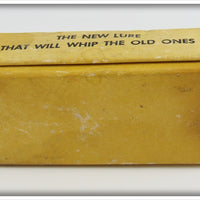 THE NEW LURE
THAT WILL WHIP THE OLD ONES